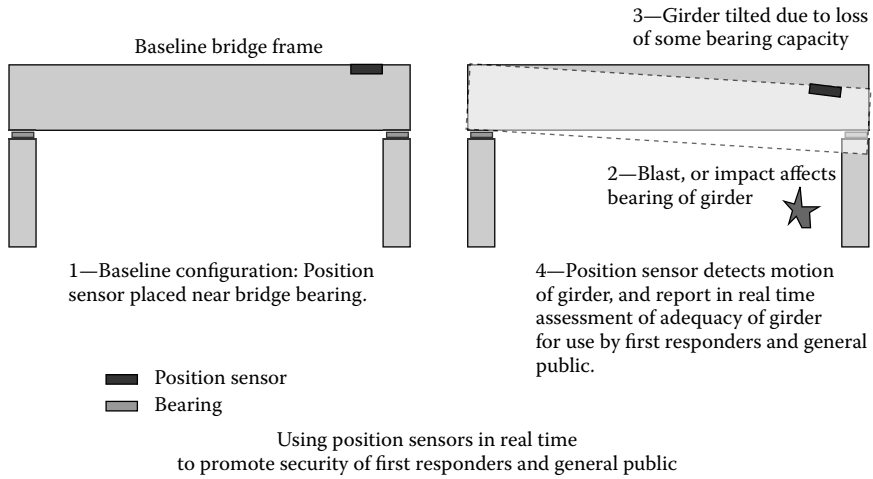 Baseline bridge frame
3—Girder tilted due to loss
of some bearing capacity
2—Blast, or impact affects
bearing of girder
1—Baseline configuration: Position
sensor placed near bridge bearing.
4—Position sensor detects motion
of girder, and report in real time
assessment of adequacy of girder
for use by first responders and general
public.
Position sensor
Bearing
Using position sensors in real time
to promote security of first responders and general public